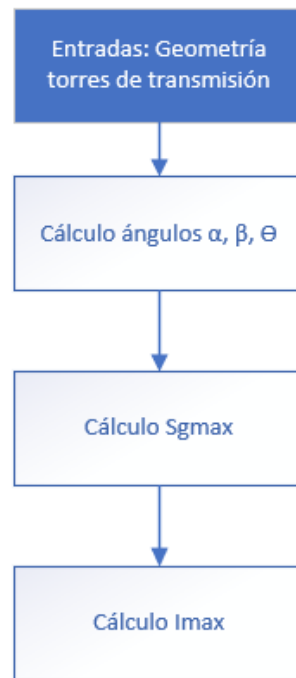 Entradas: Geometría
torres de transmisión
Cálculo ángulos α, β, Ɵ
Cálculo Sgmax
Cálculo Imax